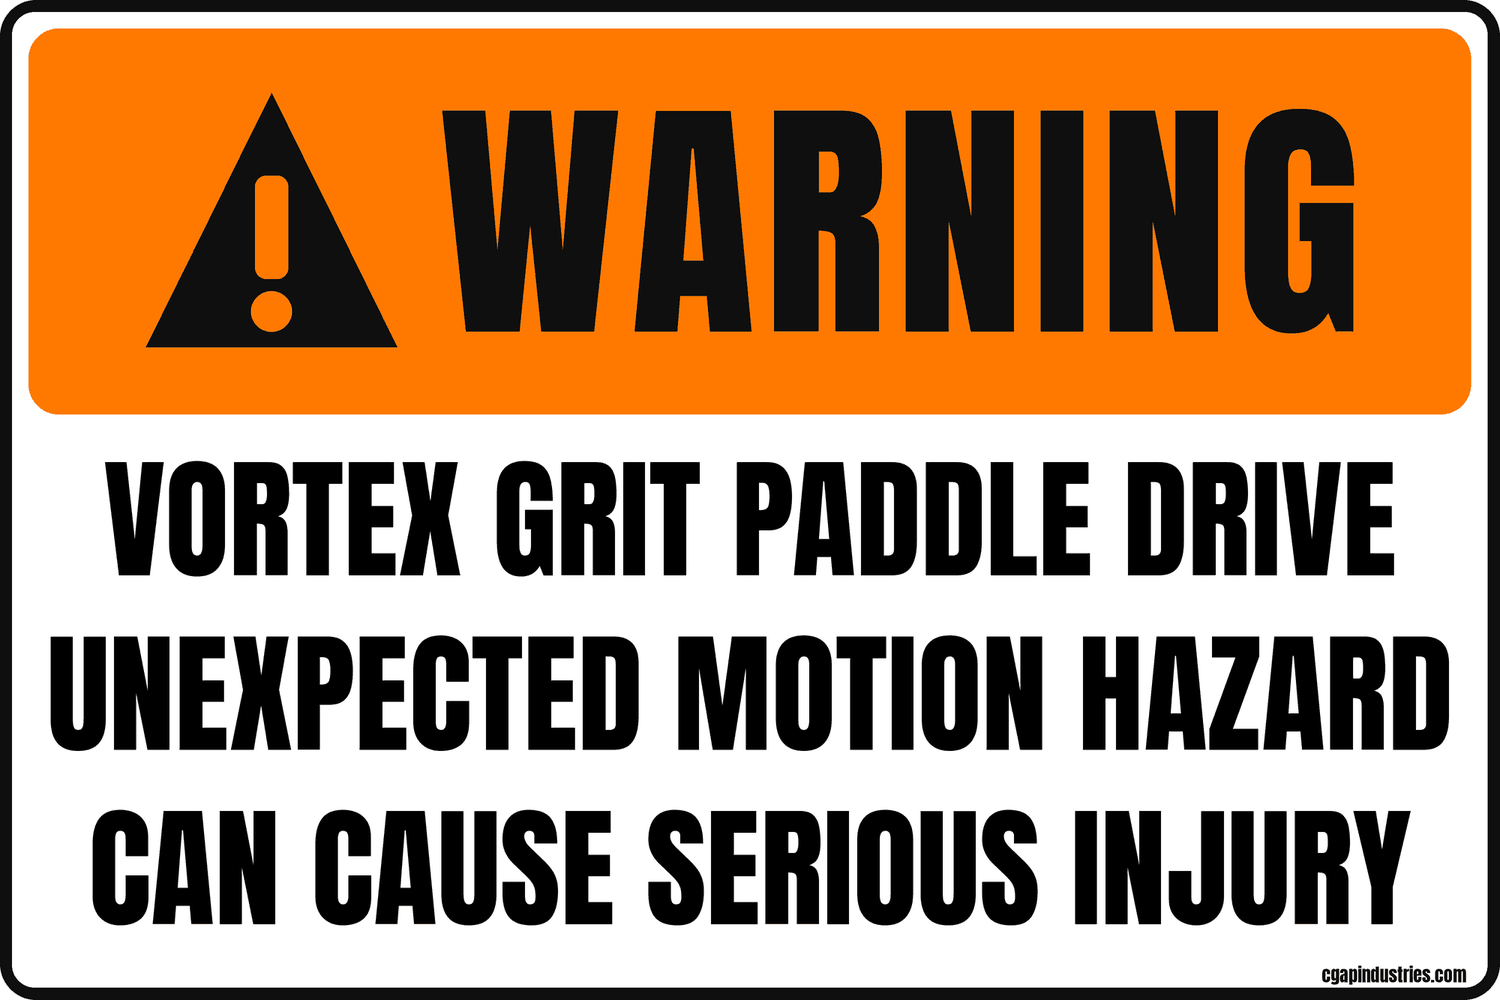 WARNING
VORTEX GRIT PADDLE DRIVE
UNEXPECTED MOTION HAZARD
CAN CAUSE SERIOUS INJURY
cgapindustries.com